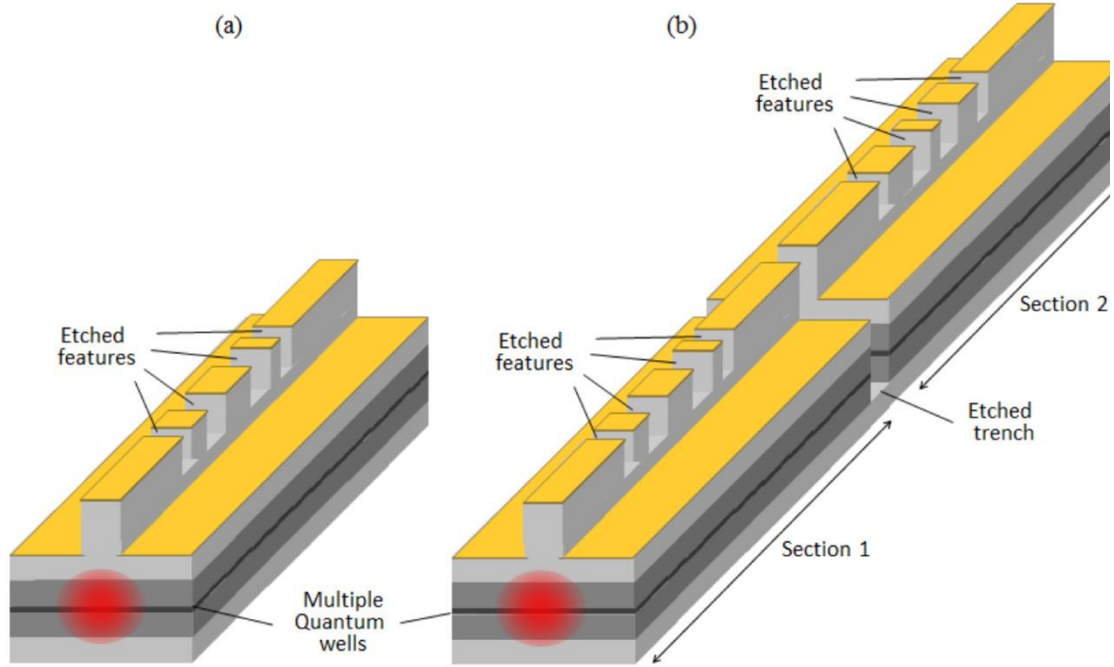 (a)
(b)
Etched
features
Etched
features
Etched
features
Section 2
Etched
trench
Section 1
Multiple
Quantum
wells